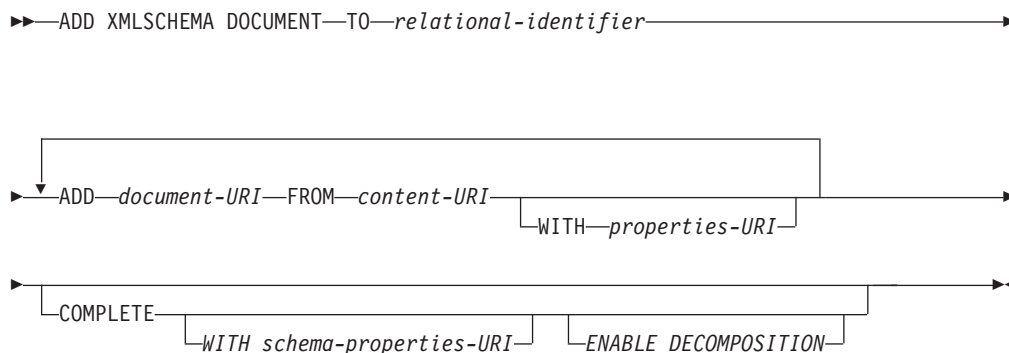 ADD XMLSCHEMA DOCUMENT TO relational-identifier
ADD document-URI FROM content-URI
WITH properties-URI
COMPLETE
WITH schema-properties-URI ENABLE DECOMPOSITION